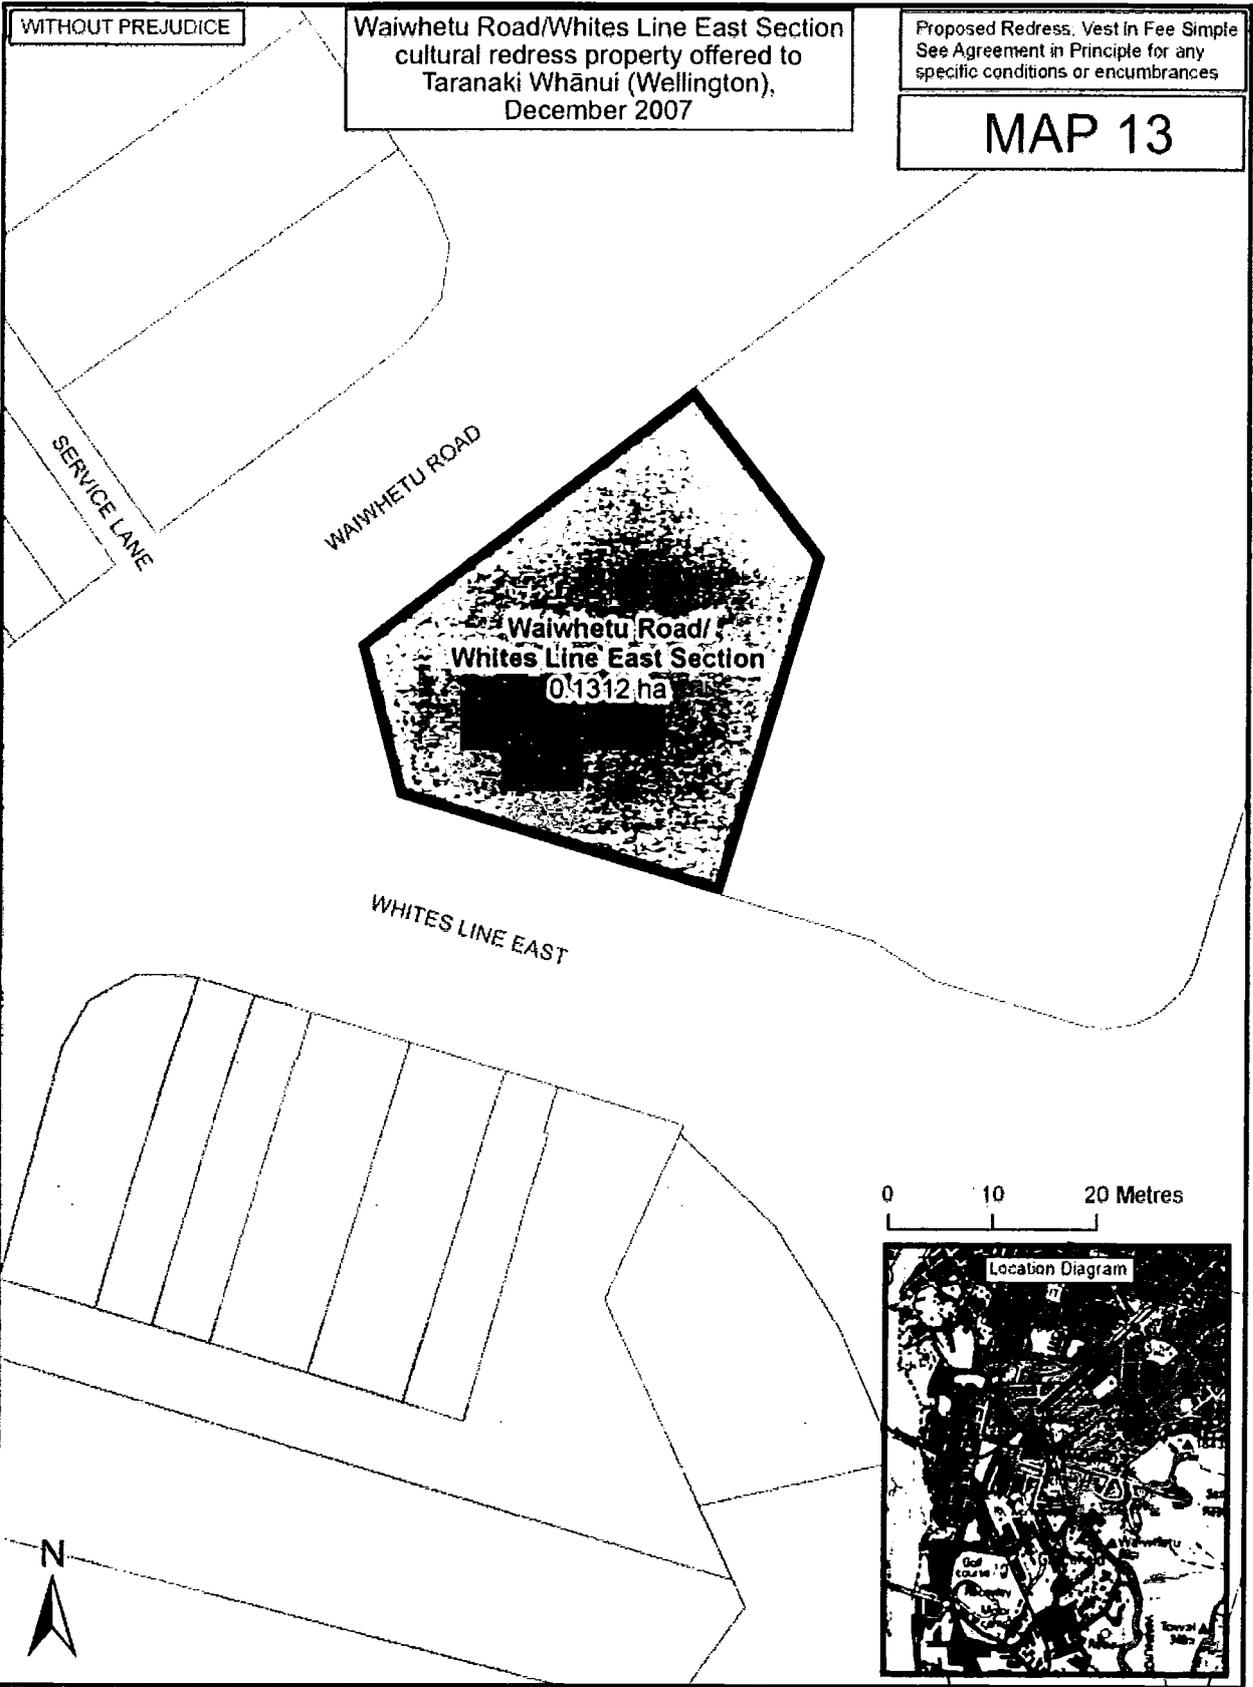 WITHOUT PREJUDICE
Waiwhetu Road/Whites Line East Section
cultural redress property offered to
Taranaki Whānui (Wellington),
December 2007
Proposed Redress: Vest in Fee Simple
See Agreement in Principle for any
specific conditions or encumbrances
MAP 13
SERVICE LANE
WAIWHETU ROAD
Waiwhetu Road/
Whites Line East Section
0.1312 ha
WHITES LINE EAST
0 10 20 Metres
Location Diagram
Golf
course
N